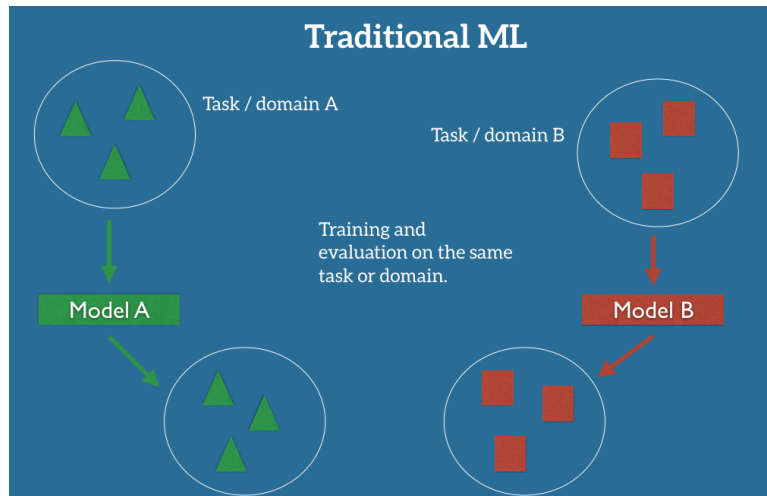 Traditional ML
Task / domain A
Task / domain B
Training and
evaluation on the same
task or domain.
Model A
Model B